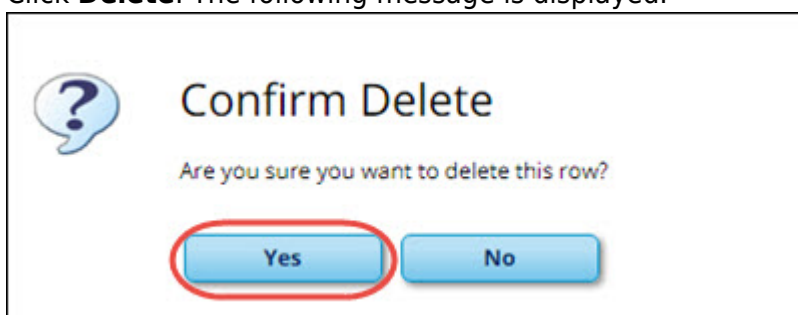 Click Delete. The following message is displayed:
Confirm Delete
Are you sure you want to delete this row?
Yes No